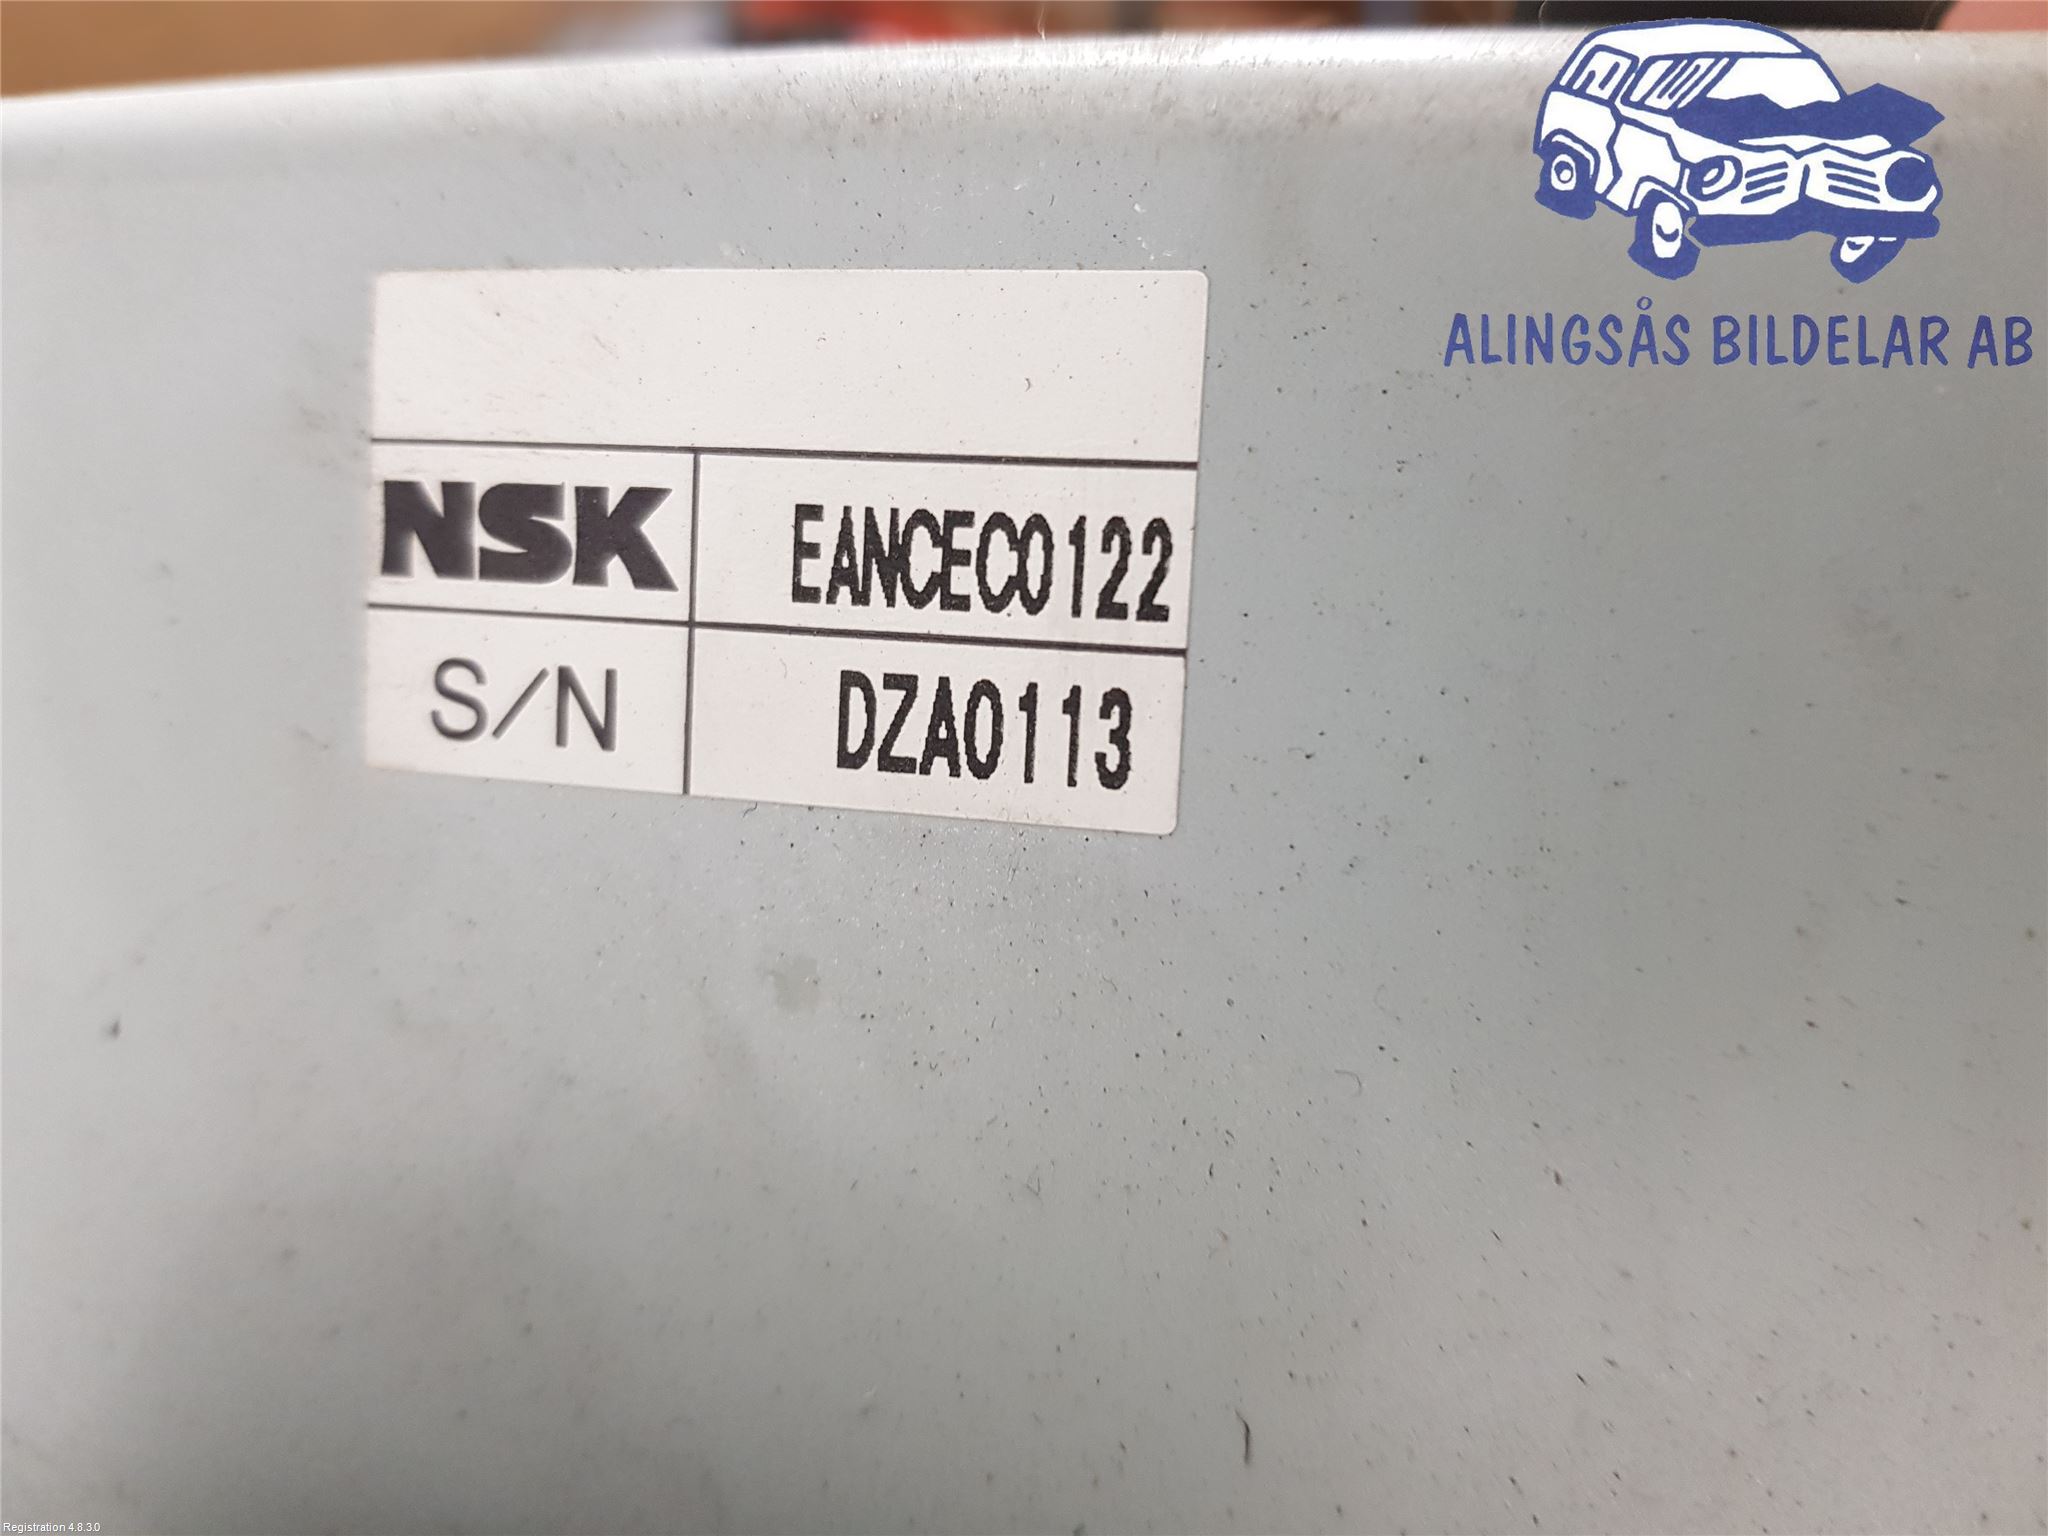 ALINGSÅS BILDELAR AB
NSK EANCEC0122
S/N DZA0113
Registration 4.8.3.0